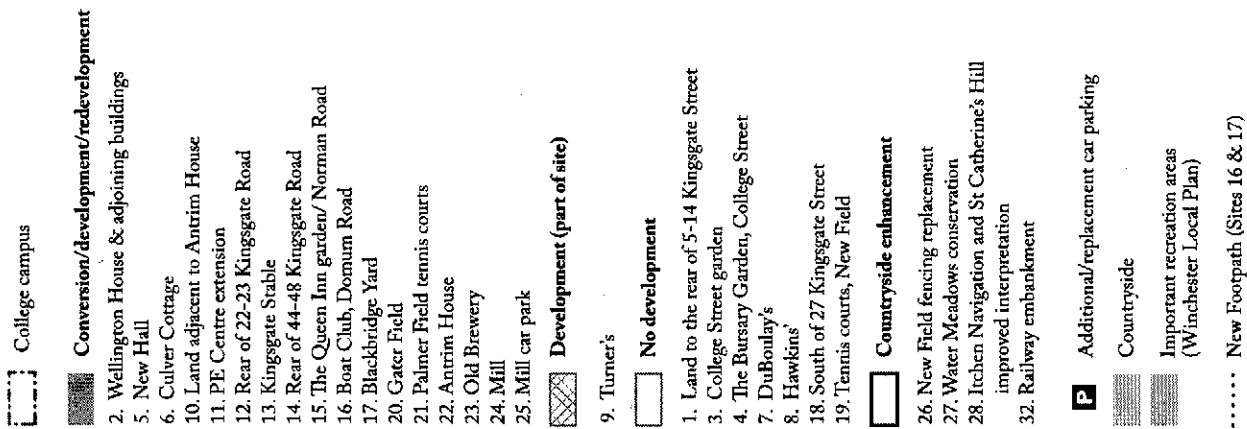 College campus
Conversion/development/redevelopment
2. Wellington House & adjoining buildings
5. New Hall
6. Culver Cottage
10. Land adjacent to Antrim House
11. PE Centre extension
12. Rear of 22-23 Kingsgate Road
13. Kingsgate Stable
14. Rear of 44-48 Kingsgate Road
15. The Queen Inn garden/ Norman Road
16. Boat Club, Domum Road
17. Blackbridge Yard
20. Gater Field
21. Palmer Field tennis courts
22. Antrim House
23. Old Brewery
24. Mill
25. Mill car park
Development (part of site)
9. Turner's
No development
1. Land to the rear of 5-14 Kingsgate Street
3. College Street garden
4. The Bursary Garden, College Street
7. DuBoulay's
8. Hawkins'
18. South of 27 Kingsgate Street
19. Tennis courts, New Field
Countryside enhancement
26. New Field fencing replacement
27. Water Meadows conservation
28. Itchen Navigation and St Catherine's Hill
improved interpretation
32. Railway embankment
P Additional/replacement car parking
Countryside
Important recreation areas
(Winchester Local Plan)
New Footpath (Sites 16 & 17)